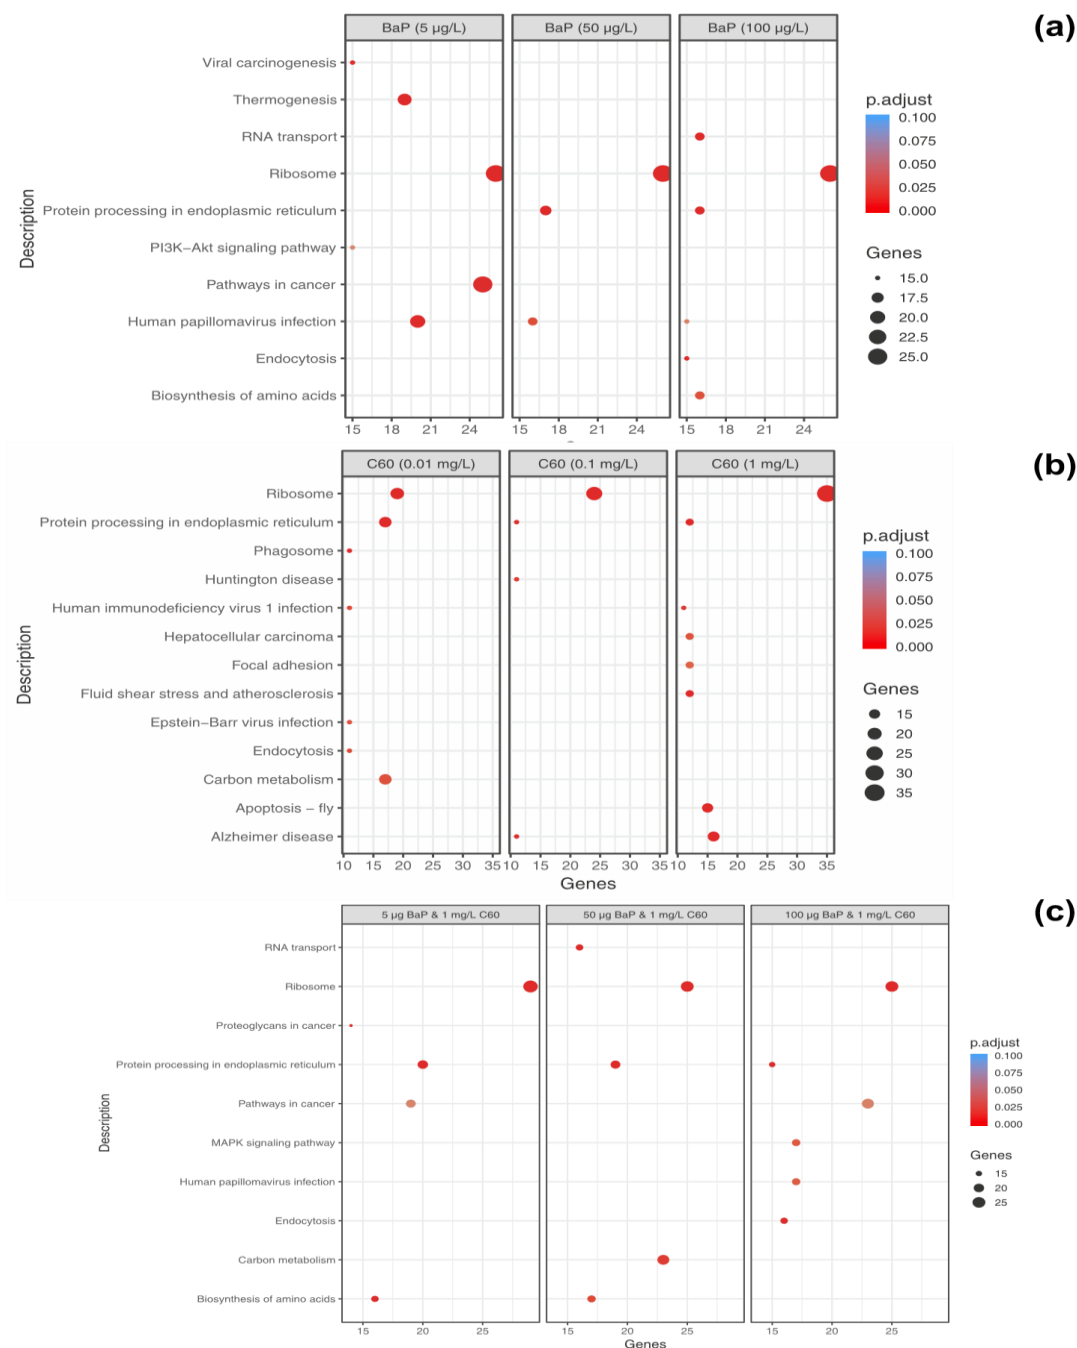 (a)
BaP (5 µg/L) BaP (50 µg/L) BaP (100 µg/L)
Viral carcinogenesis
Thermogenesis
RNA transport
Ribosome
Protein processing in endoplasmic reticulum
PI3K−Akt signaling pathway
Pathways in cancer
Human papillomavirus infection
Endocytosis
Biosynthesis of amino acids
Description
15 18 21 24 15 18 21 24 15 18 21 24
p.adjust
0.100
0.075
0.050
0.025
0.000
Genes
15.0
17.5
20.0
22.5
25.0
(b)
C60 (0.01 mg/L) C60 (0.1 mg/L) C60 (1 mg/L)
Ribosome
Protein processing in endoplasmic reticulum
Phagosome
Huntington disease
Human immunodeficiency virus 1 infection
Hepatocellular carcinoma
Focal adhesion
Fluid shear stress and atherosclerosis
Epstein−Barr virus infection
Endocytosis
Carbon metabolism
Apoptosis − fly
Alzheimer disease
Description
10 15 20 25 30 35 10 15 20 25 30 35 10 15 20 25 30 35
Genes
p.adjust
0.100
0.075
0.050
0.025
0.000
Genes
15
20
25
30
35
(c)
5 µg BaP & 1 mg/L C60 50 µg BaP & 1 mg/L C60 100 µg BaP & 1 mg/L C60
RNA transport
Ribosome
Proteoglycans in cancer
Protein processing in endoplasmic reticulum
Pathways in cancer
MAPK signaling pathway
Human papillomavirus infection
Endocytosis
Carbon metabolism
Biosynthesis of amino acids
Description
15 20 25 15 20 25 15 20 25
Genes
p.adjust
0.100
0.075
0.050
0.025
0.000
Genes
15
20
25